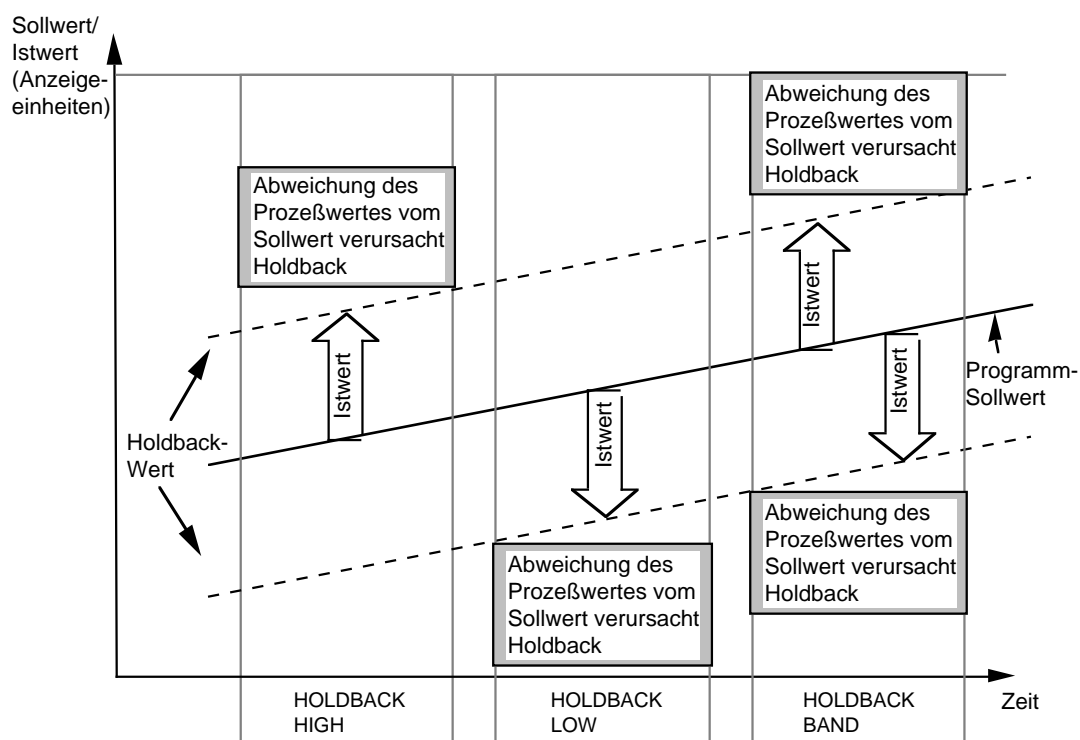 Sollwert/
Istwert
(Anzeige-
einheiten)
Abweichung des
Prozeßwertes vom
Sollwert verursacht
Holdback
Abweichung des
Prozeßwertes vom
Sollwert verursacht
Holdback
Istwert
Istwert
Istwert
Istwert
Programm-
Sollwert
Holdback-
Wert
Abweichung des
Prozeßwertes vom
Sollwert verursacht
Holdback
Abweichung des
Prozeßwertes vom
Sollwert verursacht
Holdback
HOLDBACK
HIGH
HOLDBACK
LOW
HOLDBACK
BAND
Zeit